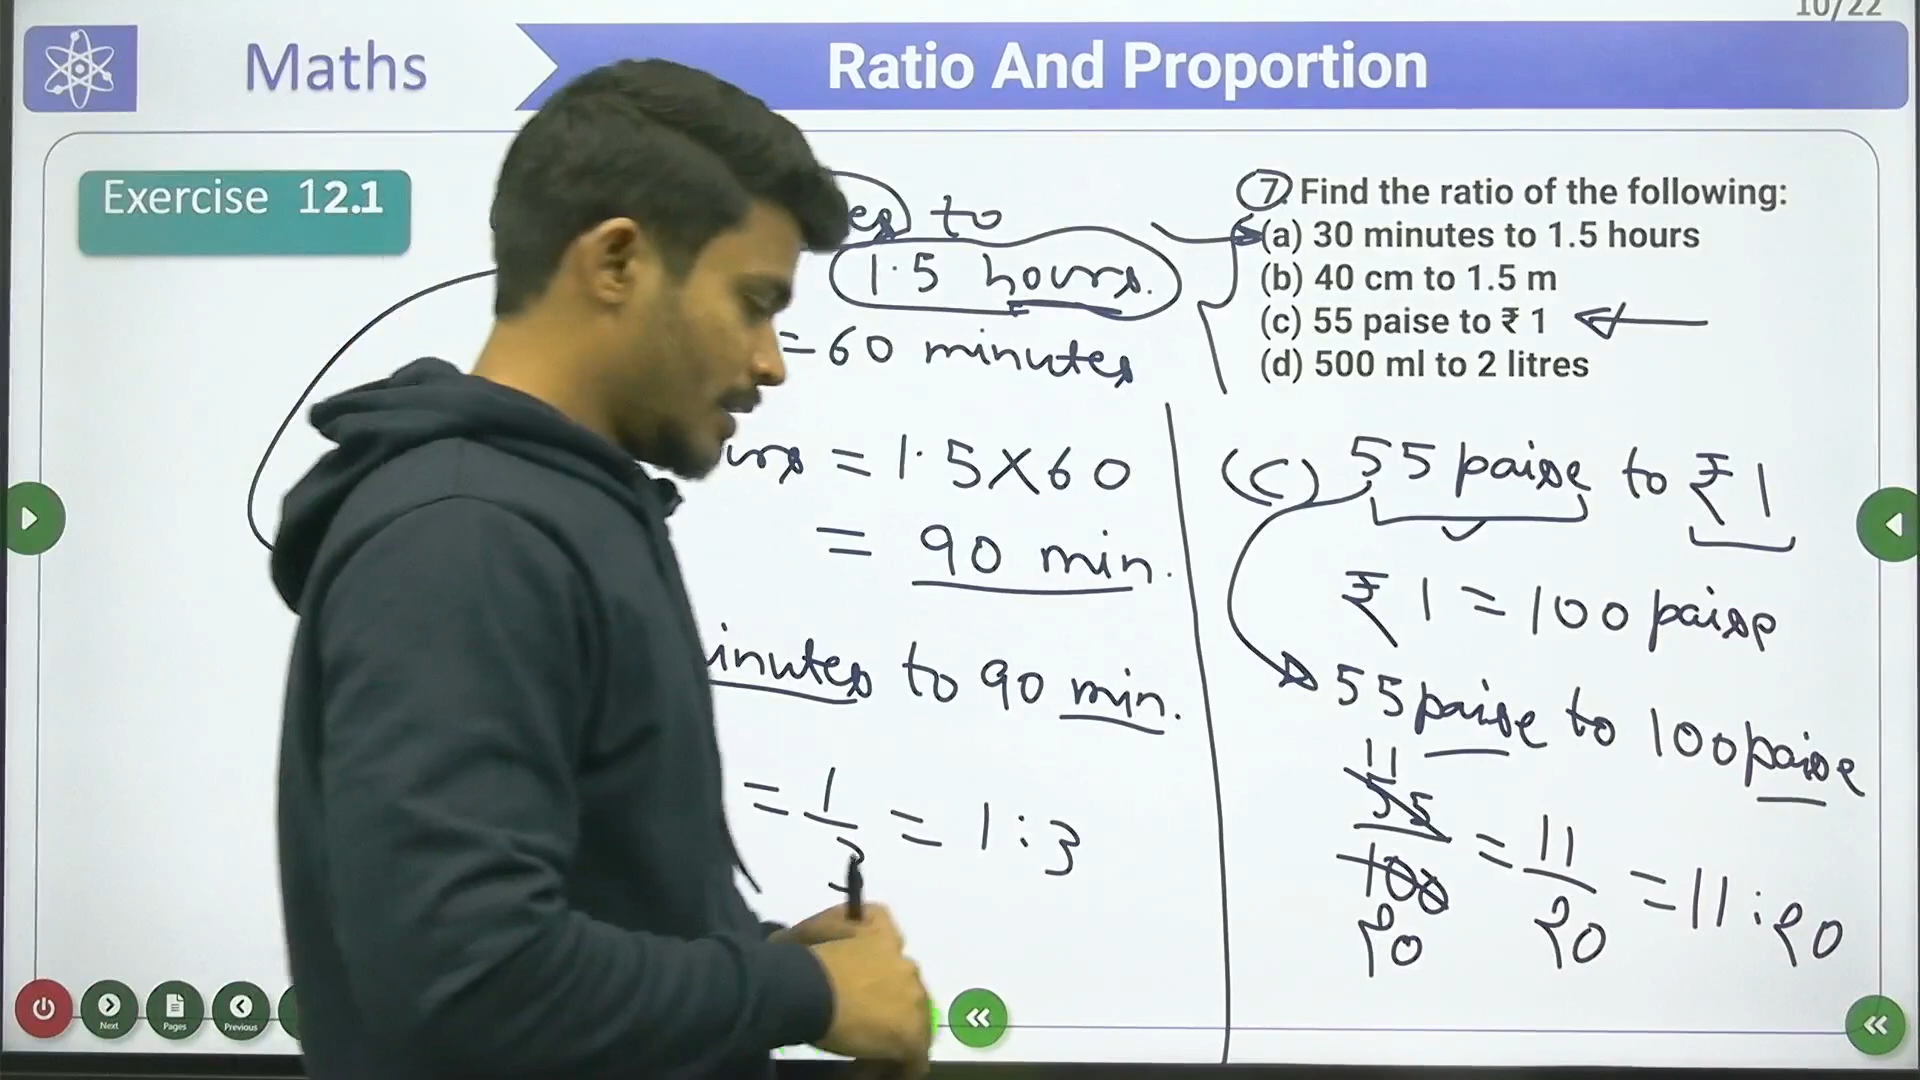 10/22
Maths
Ratio And Proportion
Exercise 12.1
7. Find the ratio of the following:
(a) 30 minutes to 1.5 hours
(b) 40 cm to 1.5 m
(c) 55 paise to ₹ 1
(d) 500 ml to 2 litres
es to
1.5 hours.
= 60 minutes
urs = 1.5 × 60
= 90 min.
inutes to 90 min.
= 1/3 = 1 : 3
(c) 55 paise to ₹ 1
₹ 1 = 100 paise
55 paise to 100 paise
11
55/100 = 11/20 = 11 : 20
20
Next
Pages
Previous